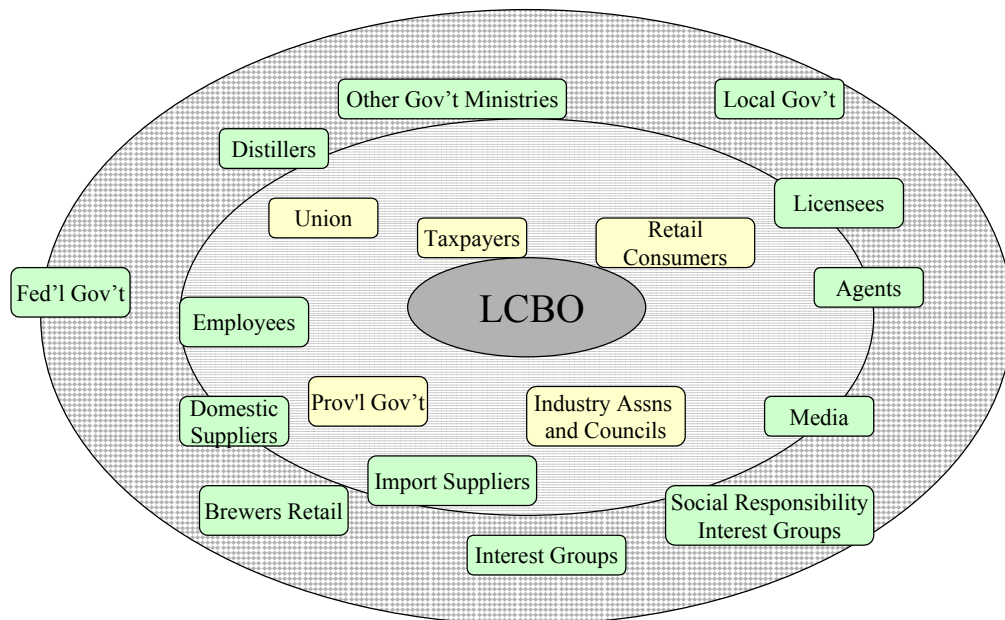 Other Gov’t Ministries
Local Gov’t
Distillers
Licensees
Union
Taxpayers
Retail
Consumers
Fed’l Gov’t
Agents
Employees
LCBO
Prov'l Gov’t
Industry Assns
and Councils
Domestic
Suppliers
Media
Import Suppliers
Brewers Retail
Social Responsibility
Interest Groups
Interest Groups